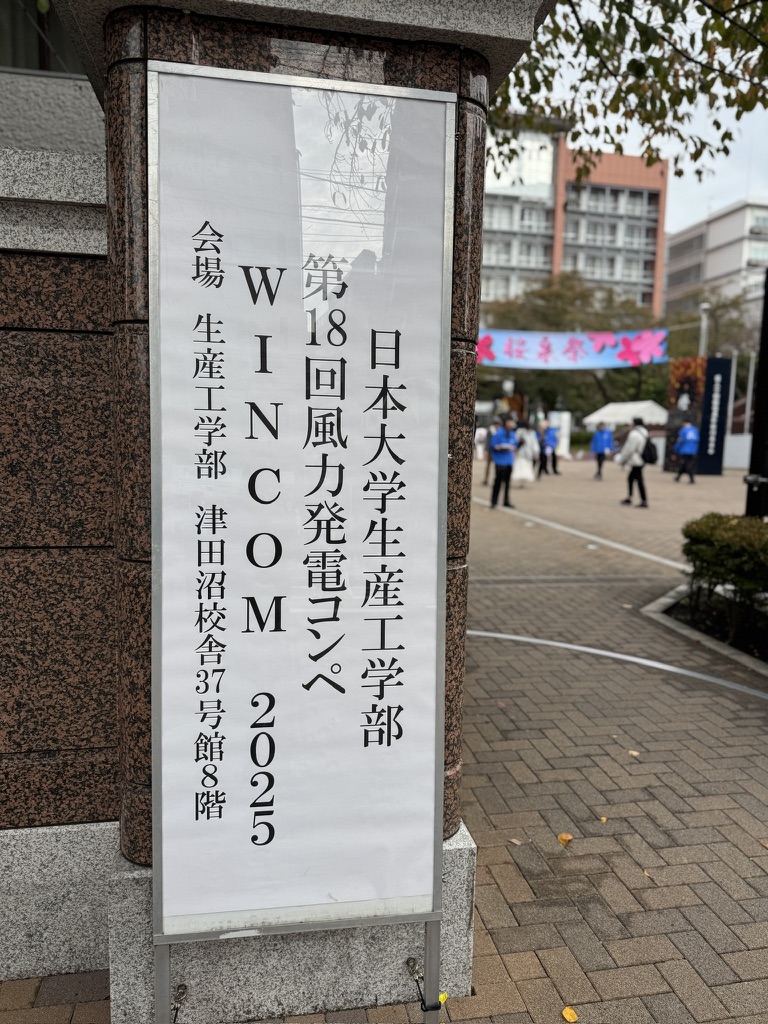 日本大学生産工学部
第18回風力発電コンペ
WINCOM 2025
会場 生産工学部 津田沼校舎37号館8階
桜泉祭